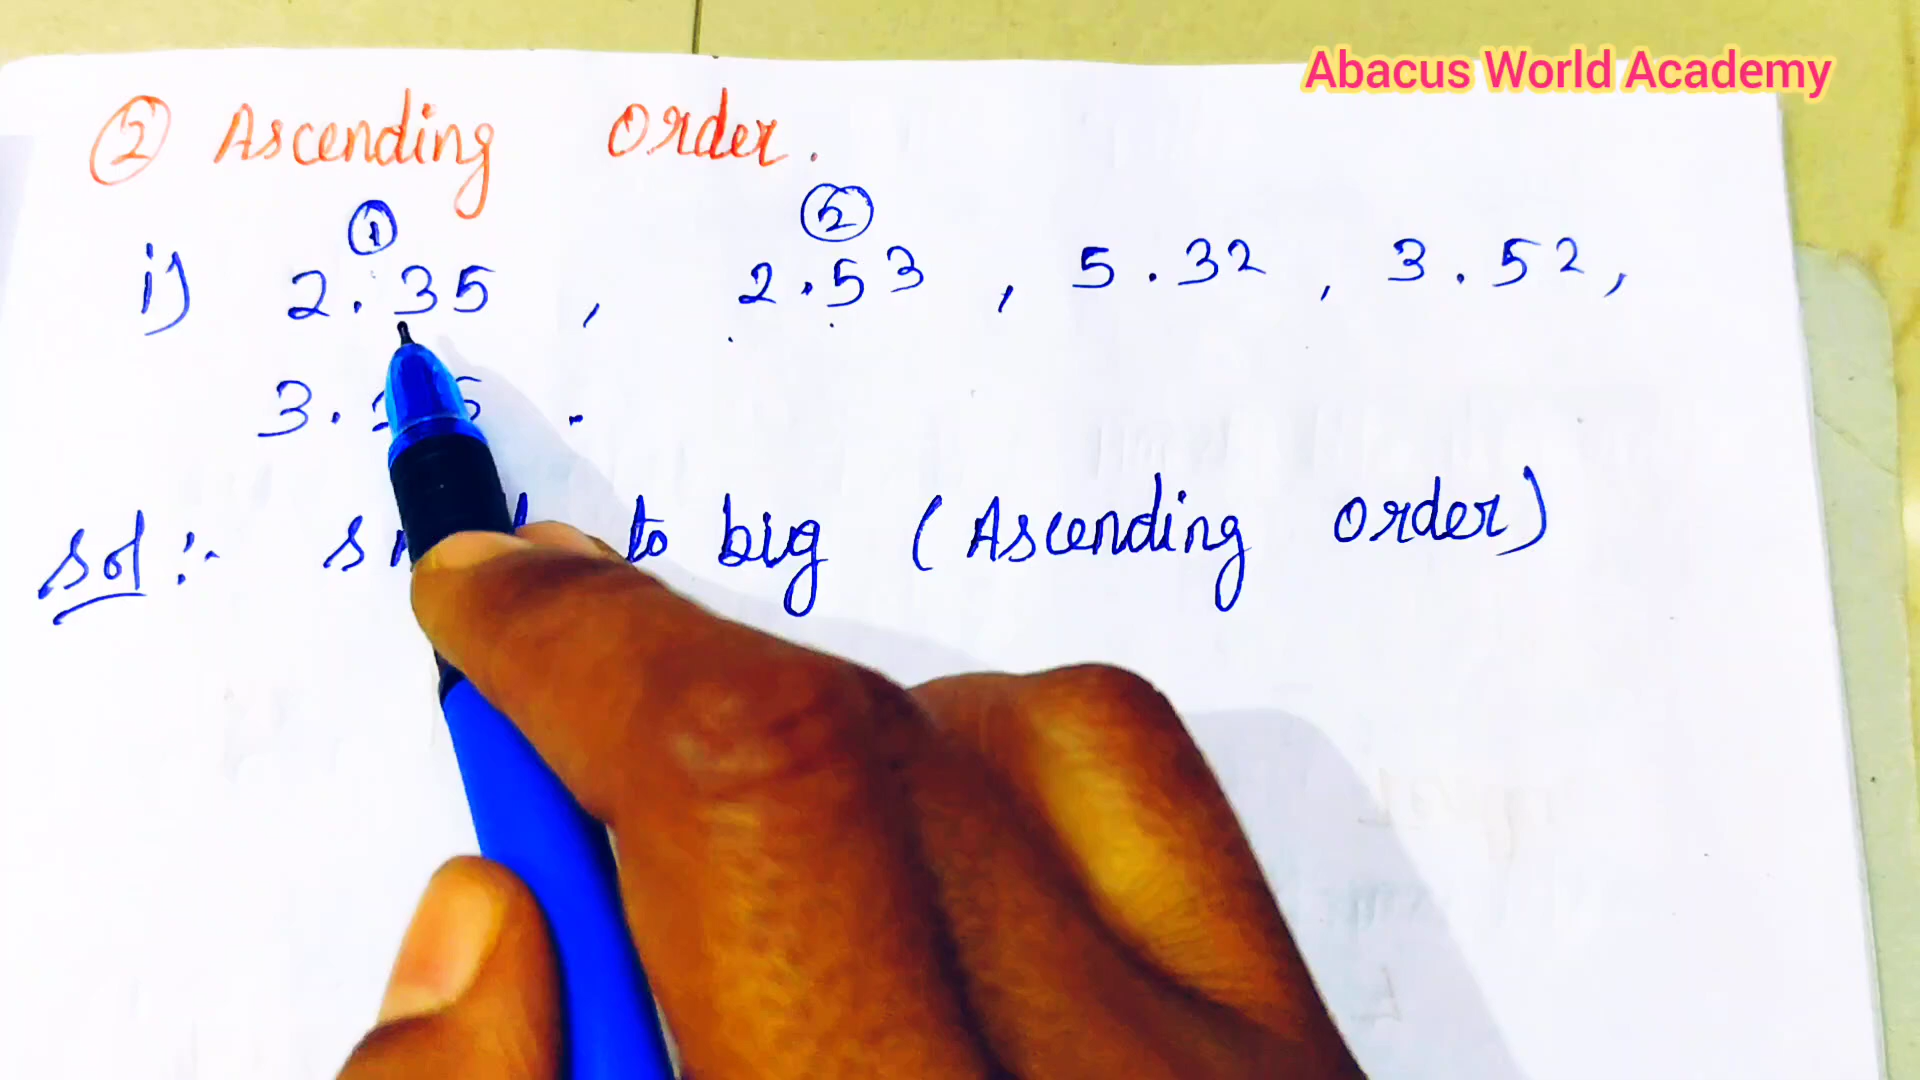 Abacus World Academy
② Ascending Order.
① ②
i) 2.35 , 2.53 , 5.32 , 3.52 ,
3. 5 .
Sol :- to big (Ascending order)